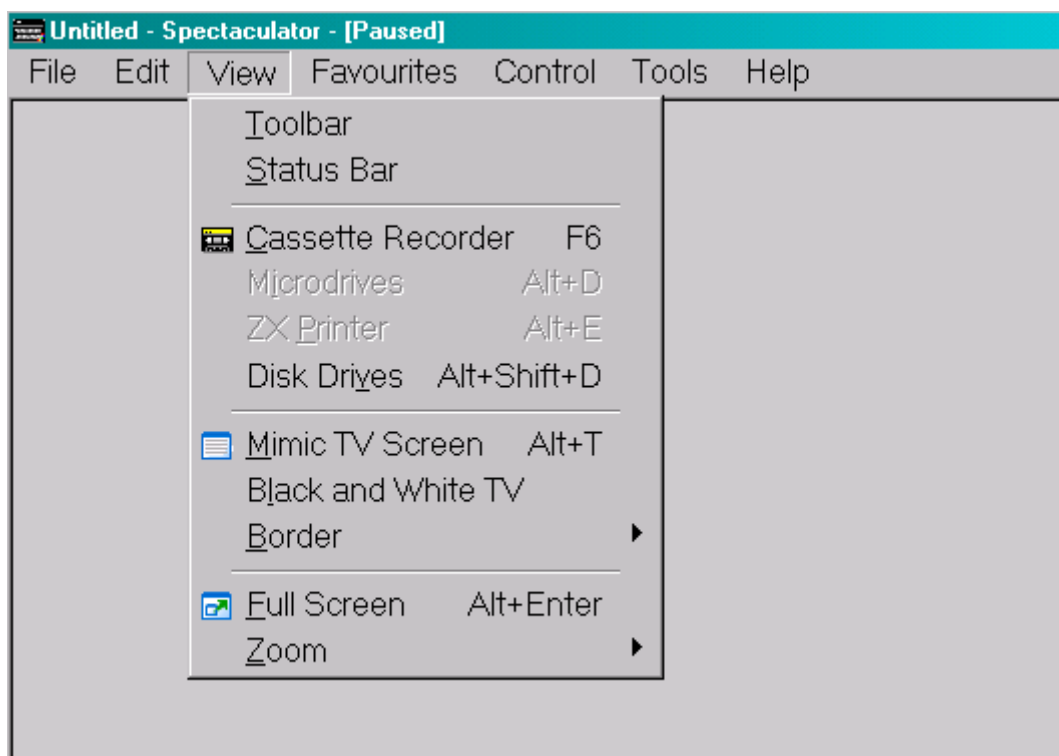 Untitled - Spectaculator - [Paused]
File Edit View Favourites Control Tools Help
Toolbar
Status Bar
Cassette Recorder F6
Microdrives Alt+D
ZX Printer Alt+E
Disk Drives Alt+Shift+D
Mimic TV Screen Alt+T
Black and White TV
Border
Full Screen Alt+Enter
Zoom